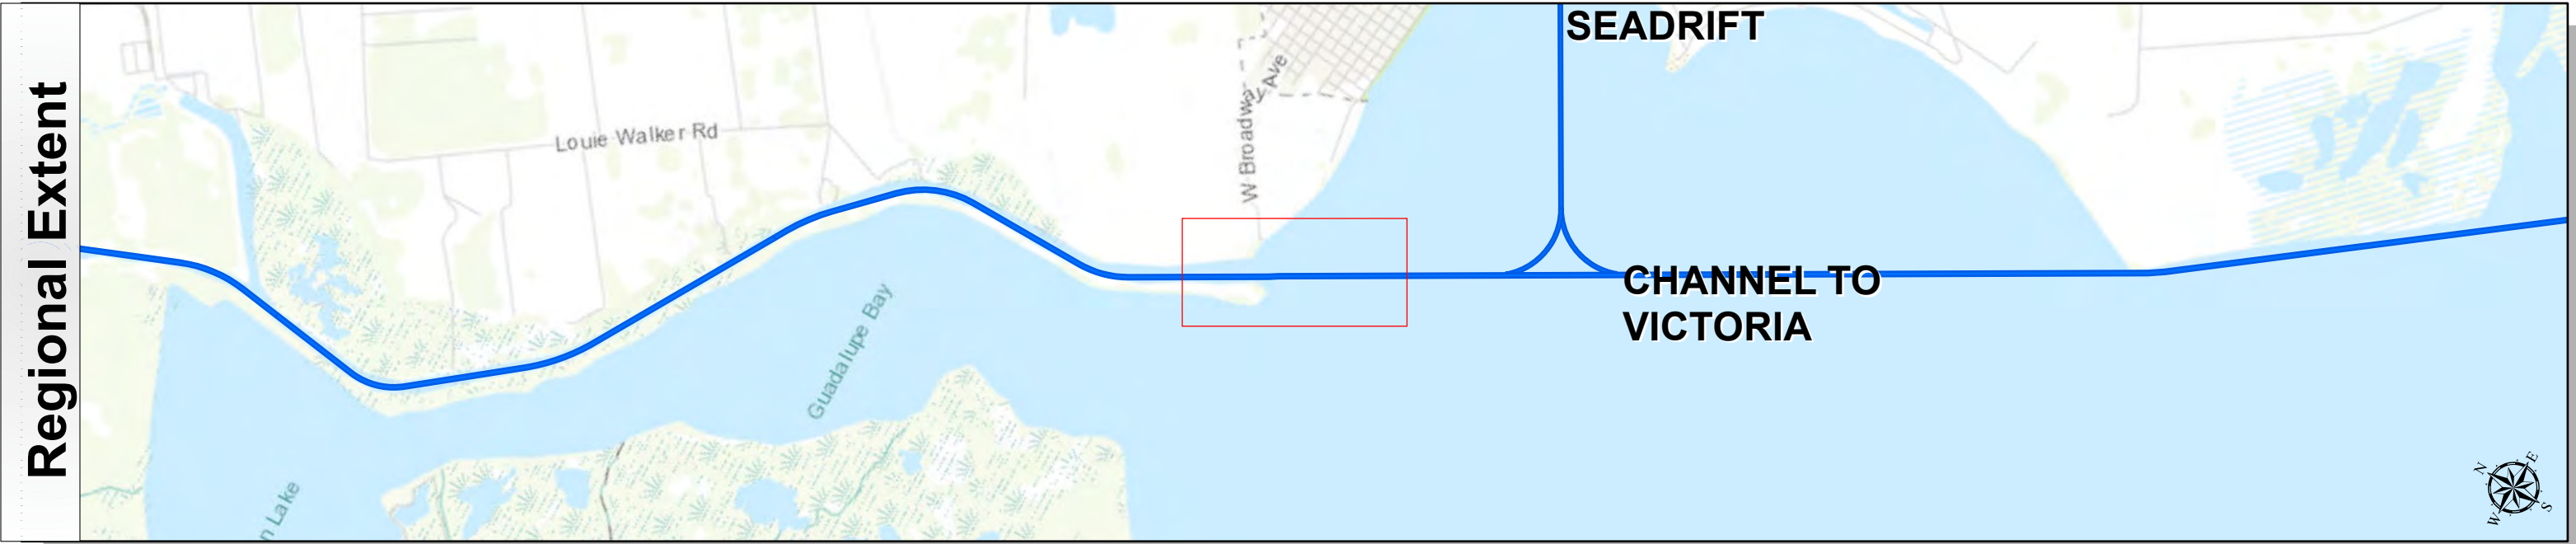 Regional Extent
SEADRIFT
Louie Walker Rd
W Broadway Ave
CHANNEL TO
VICTORIA
Guadalupe Bay
n Lake
N
E
S
W